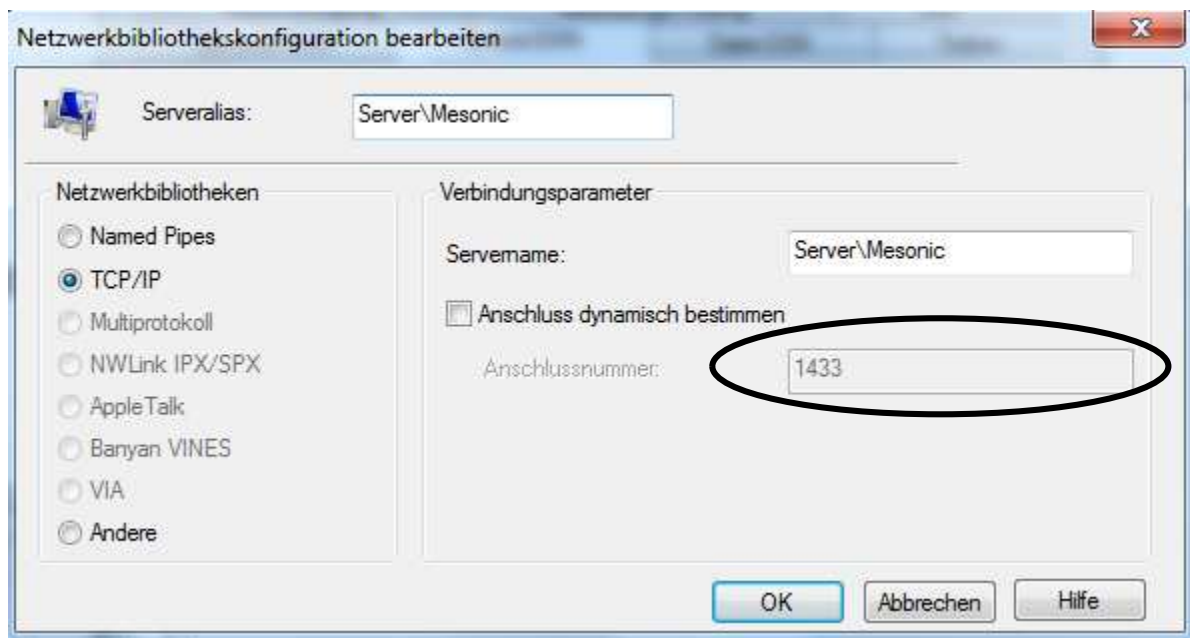 Netzwerkbibliothekskonfiguration bearbeiten
Serveralias:
Server\Mesonic
Netzwerkbibliotheken
Named Pipes
TCP/IP
Multiprotokoll
NWLink IPX/SPX
AppleTalk
Banyan VINES
VIA
Andere
Verbindungsparameter
Servername:
Server\Mesonic
Anschluss dynamisch bestimmen
Anschlussnummer:
1433
OK
Abbrechen
Hilfe